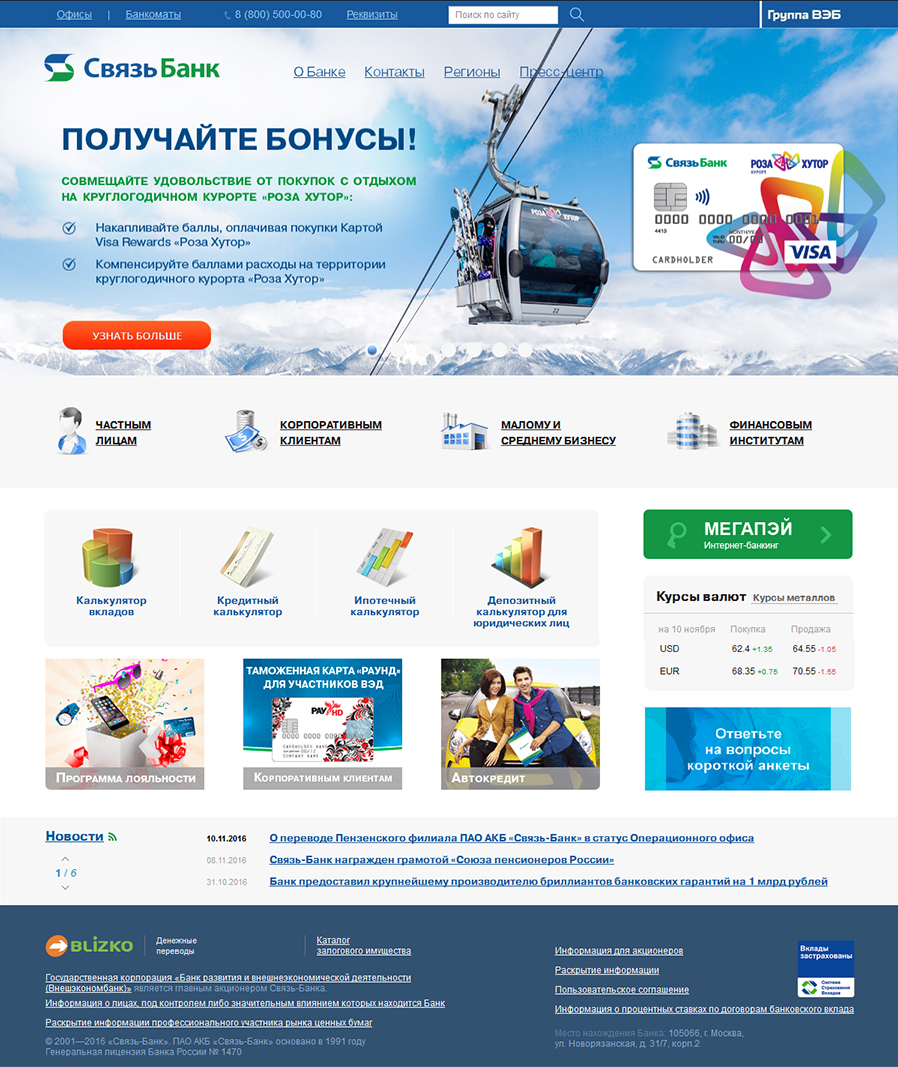 Офисы | Банкоматы 8 (800) 500-00-80 Реквизиты Поиск по сайту Группа ВЭБ
СвязьБанк
О Банке Контакты Регионы Пресс-центр
ПОЛУЧАЙТЕ БОНУСЫ!
СОВМЕЩАЙТЕ УДОВОЛЬСТВИЕ ОТ ПОКУПОК С ОТДЫХОМ
НА КРУГЛОГОДИЧНОМ КУРОРТЕ «РОЗА ХУТОР»:
Накапливайте баллы, оплачивая покупки Картой
Visa Rewards «Роза Хутор»
Компенсируйте баллами расходы на территории
круглогодичного курорта «Роза Хутор»
УЗНАТЬ БОЛЬШЕ
РОЗА ХУТОР
22
СвязьБанк РОЗА ХУТОР
КУРОРТ
0000 0000 0000 0001
4413 MONTH/YEAR
VALID THRU 00/00
CARDHOLDER
VISA
ЧАСТНЫМ
ЛИЦАМ
КОРПОРАТИВНЫМ
КЛИЕНТАМ
МАЛОМУ И
СРЕДНЕМУ БИЗНЕСУ
ФИНАНСОВЫМ
ИНСТИТУТАМ
Калькулятор
вкладов
Кредитный
калькулятор
Ипотечный
калькулятор
Депозитный
калькулятор для
юридических лиц
МЕГАПЭЙ
Интернет-банкинг
Курсы валют Курсы металлов
на 10 ноября Покупка Продажа
USD 62.4 +1.35 64.55 -1.05
EUR 68.35 +0.75 70.55 -1.55
Программа лояльности
ТАМОЖЕННАЯ КАРТА «РАУНД»
ДЛЯ УЧАСТНИКОВ ВЭД
Корпоративным клиентам
Автокредит
Ответьте
на вопросы
короткой анкеты
Новости
1 / 6
10.11.2016 О переводе Пензенского филиала ПАО АКБ «Связь-Банк» в статус Операционного офиса
08.11.2016 Связь-Банк награжден грамотой «Союза пенсионеров России»
31.10.2016 Банк предоставил крупнейшему производителю бриллиантов банковских гарантий на 1 млрд рублей
BLIZKO
Денежные
переводы
Каталог
залогового имущества
Государственная корпорация «Банк развития и внешнеэкономической деятельности
(Внешэкономбанк)» является главным акционером Связь-Банка.
Информация о лицах, под контролем либо значительным влиянием которых находится Банк
Раскрытие информации профессионального участника рынка ценных бумаг
© 2001—2016 «Связь-Банк». ПАО АКБ «Связь-Банк» основано в 1991 году
Генеральная лицензия Банка России № 1470
Информация для акционеров
Раскрытие информации
Пользовательское соглашение
Информация о процентных ставках по договорам банковского вклада
Место нахождения Банка: 105066, г. Москва,
ул. Новорязанская, д. 31/7, корп.2
Вклады
застрахованы
Система
Страхования
Вкладов